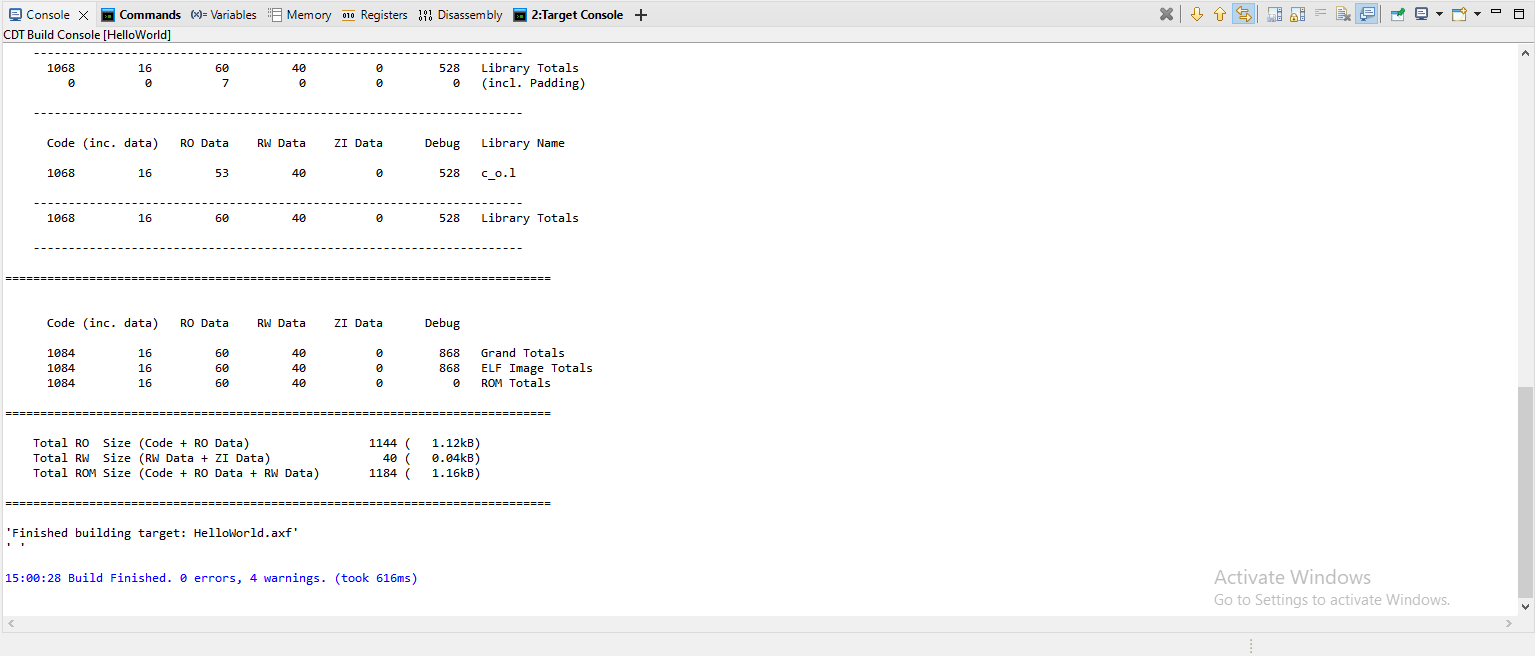 Console Commands (x)= Variables Memory 010 Registers Disassembly 2:Target Console
CDT Build Console [HelloWorld]
----------------------------------------------------------------------
1068 16 60 40 0 528 Library Totals
0 0 7 0 0 0 (incl. Padding)
----------------------------------------------------------------------
Code (inc. data) RO Data RW Data ZI Data Debug Library Name
1068 16 53 40 0 528 c_o.l
----------------------------------------------------------------------
1068 16 60 40 0 528 Library Totals
----------------------------------------------------------------------
==============================================================================
Code (inc. data) RO Data RW Data ZI Data Debug
1084 16 60 40 0 868 Grand Totals
1084 16 60 40 0 868 ELF Image Totals
1084 16 60 40 0 0 ROM Totals
==============================================================================
Total RO Size (Code + RO Data) 1144 ( 1.12kB)
Total RW Size (RW Data + ZI Data) 40 ( 0.04kB)
Total ROM Size (Code + RO Data + RW Data) 1184 ( 1.16kB)
==============================================================================
'Finished building target: HelloWorld.axf'
' '
15:00:28 Build Finished. 0 errors, 4 warnings. (took 616ms)
Activate Windows
Go to Settings to activate Windows.